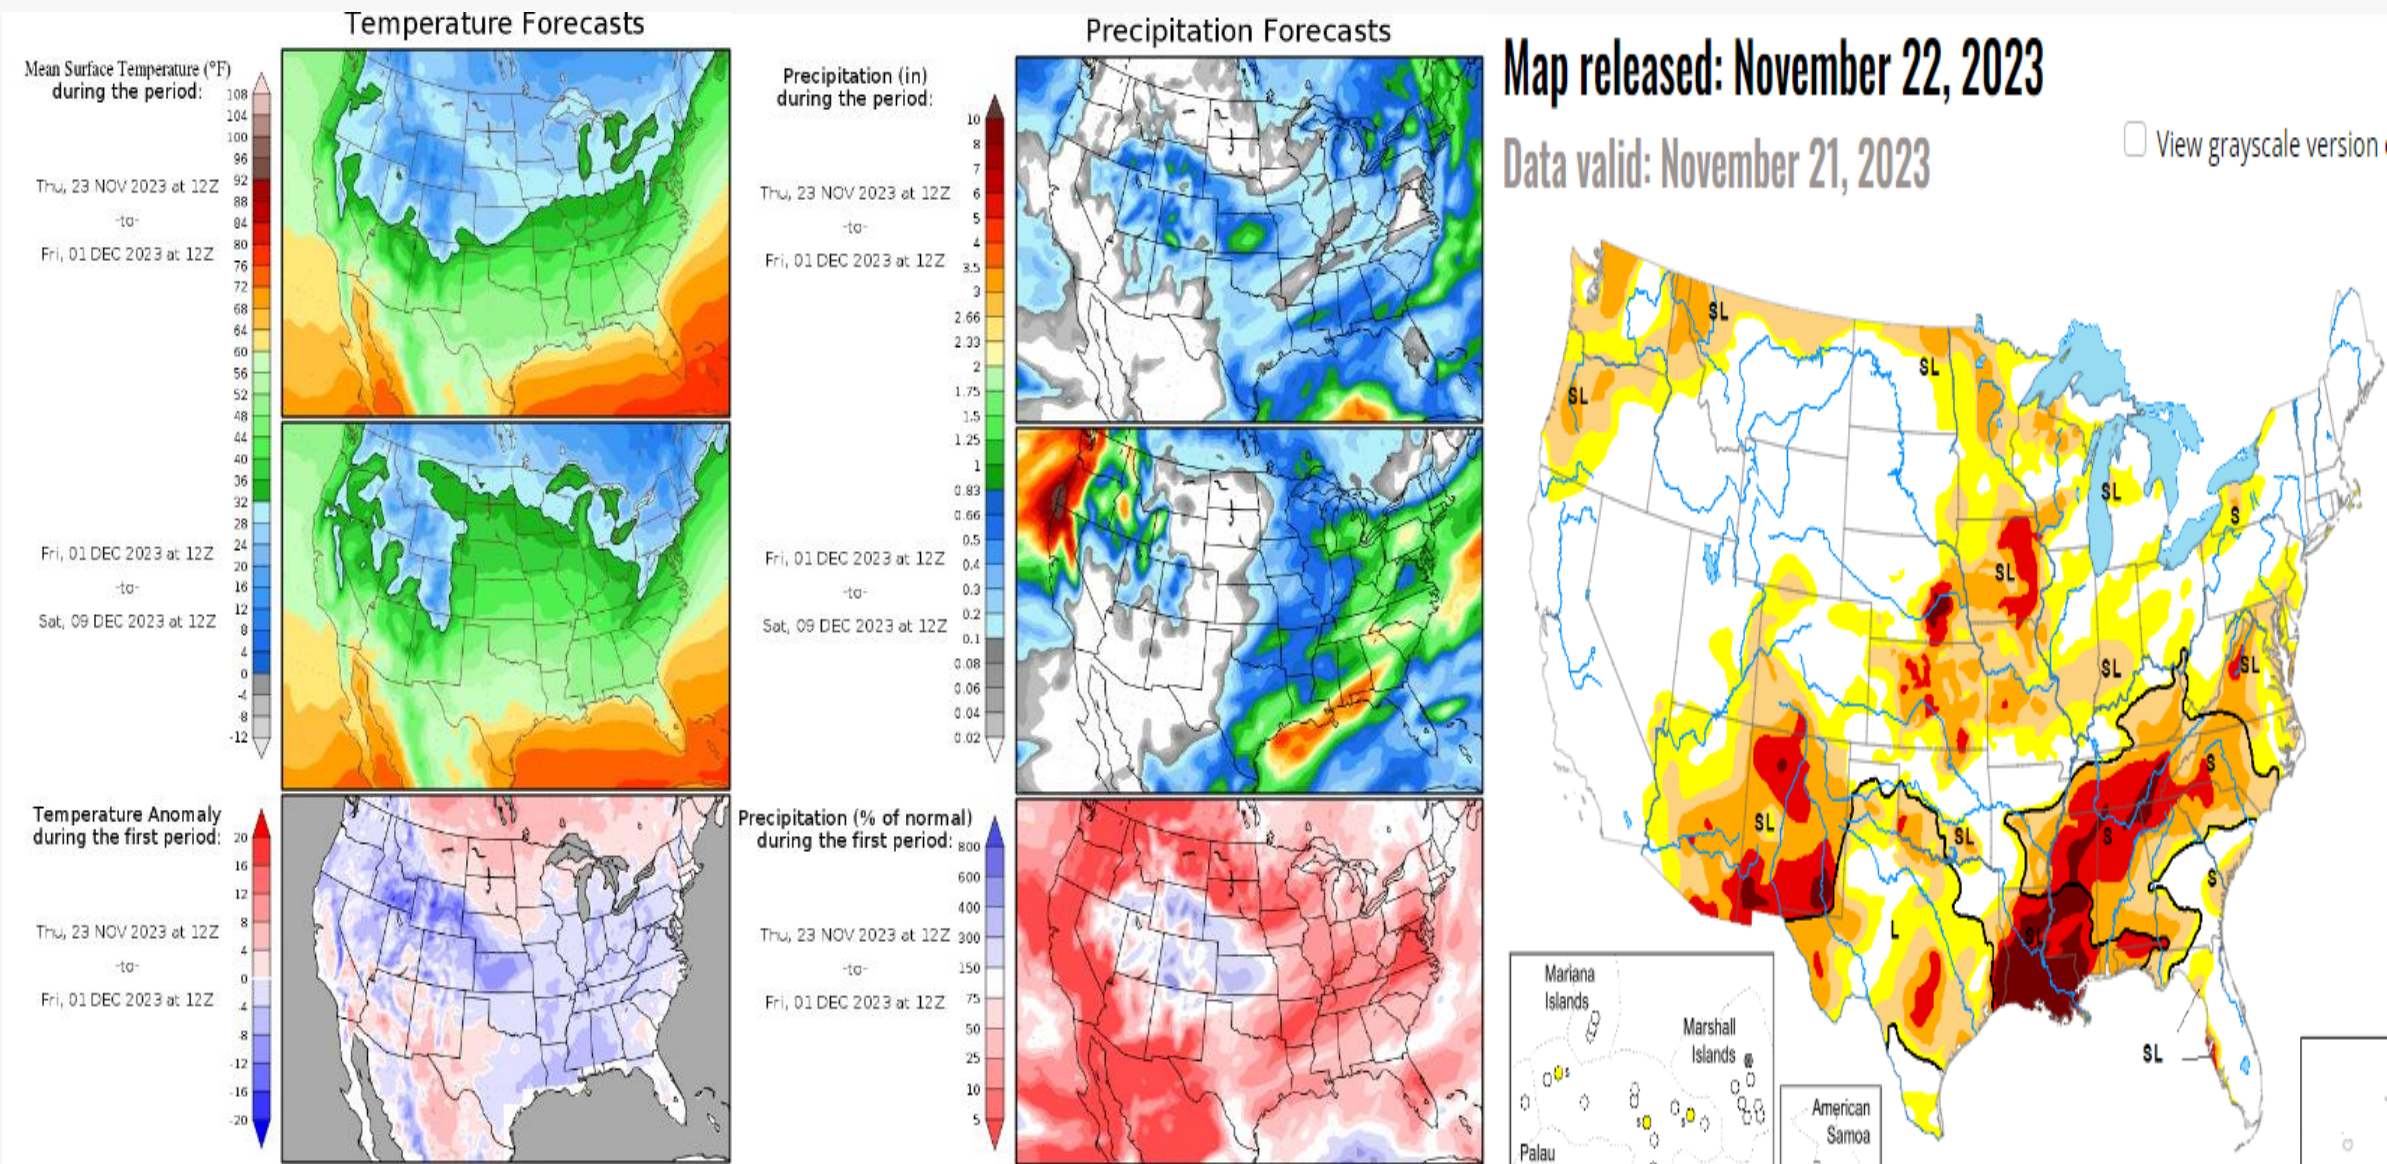 Temperature Forecasts
Mean Surface Temperature (°F)
during the period:
108
104
100
96
92
88
84
80
76
72
68
64
60
56
52
48
44
40
36
32
28
24
20
16
12
8
4
0
-4
-8
-12
Thu, 23 NOV 2023 at 12Z
-to-
Fri, 01 DEC 2023 at 12Z
Fri, 01 DEC 2023 at 12Z
-to-
Sat, 09 DEC 2023 at 12Z
Temperature Anomaly
during the first period:
20
16
12
8
4
0
-4
-8
-12
-16
-20
Thu, 23 NOV 2023 at 12Z
-to-
Fri, 01 DEC 2023 at 12Z
Precipitation Forecasts
Precipitation (in)
during the period:
10
8
7
6
5
4
3.5
3
2.66
2.33
2
1.75
1.5
1.25
1
0.83
0.66
0.5
0.4
0.3
0.2
0.1
0.08
0.06
0.04
0.02
Thu, 23 NOV 2023 at 12Z
-to-
Fri, 01 DEC 2023 at 12Z
Fri, 01 DEC 2023 at 12Z
-to-
Sat, 09 DEC 2023 at 12Z
Precipitation (% of normal)
during the first period:
800
600
400
300
150
75
50
25
10
5
Thu, 23 NOV 2023 at 12Z
-to-
Fri, 01 DEC 2023 at 12Z
Map released: November 22, 2023
Data valid: November 21, 2023
View grayscale version
SL
SL
SL
SL
S
SL
SL
SL
S
SL
SL
S
S
L
SL
SL
Mariana
Islands
Marshall
Islands
S
S
S
American
Samoa
Palau